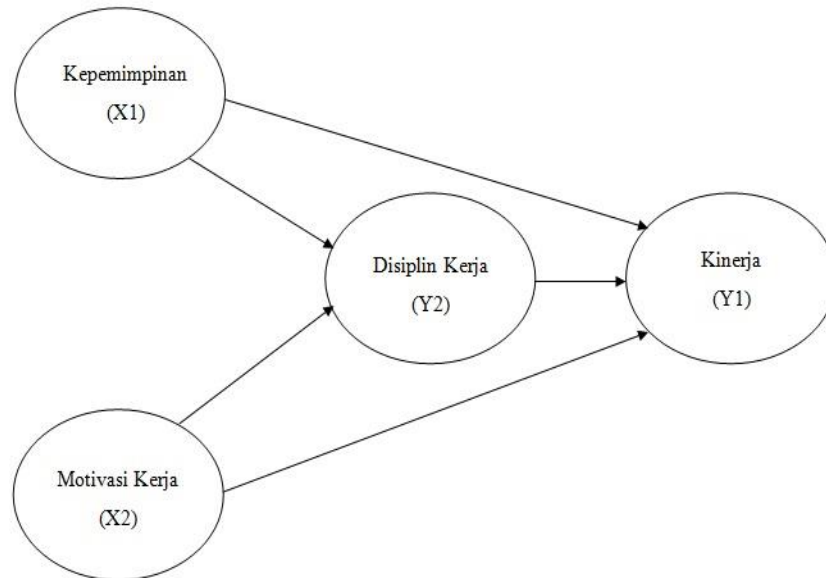 Kepemimpinan
(X1)
Disiplin Kerja
(Y2)
Kinerja
(Y1)
Motivasi Kerja
(X2)